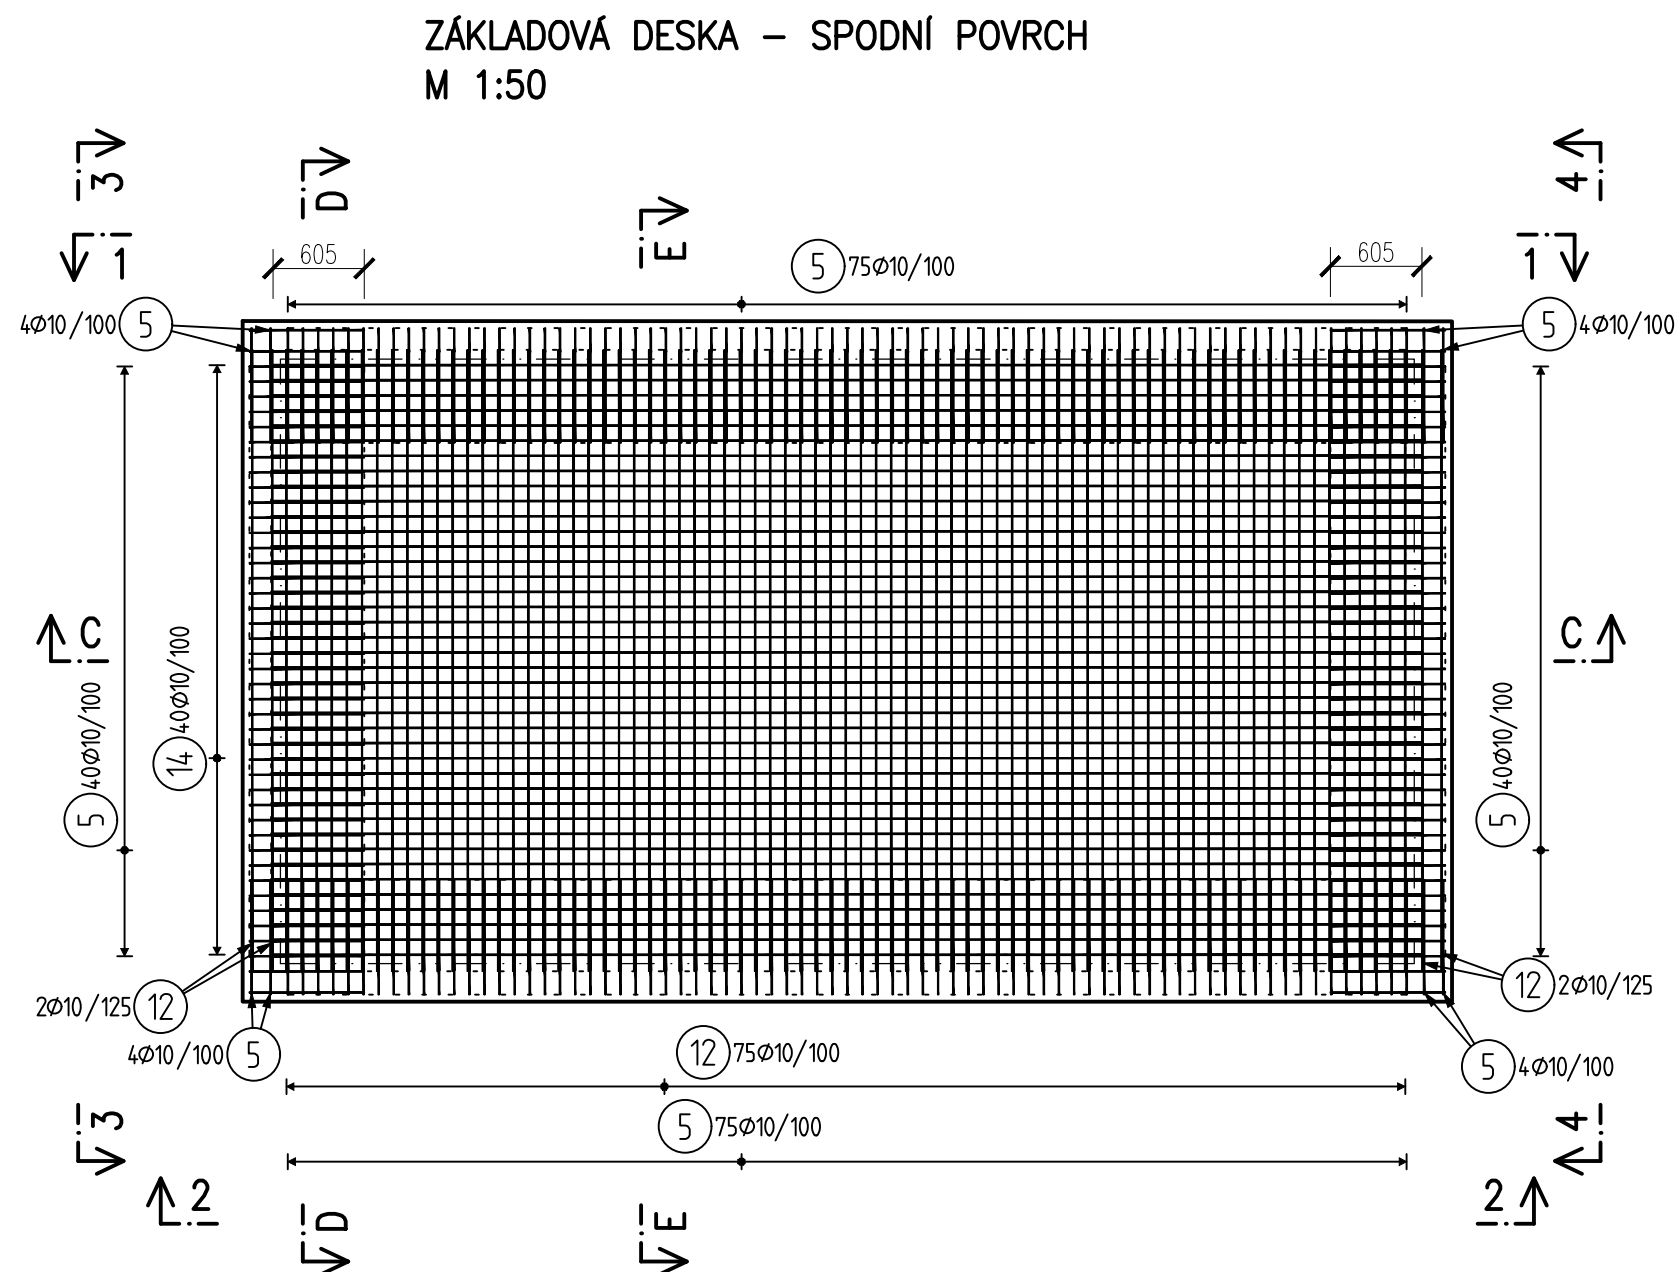 ZÁKLADOVÁ DESKA – SPODNÍ POVRCH
M 1:50
3
D
E
4
1
605
5 75Ø10/100
605
1
4Ø10/100 5
5 4Ø10/100
C
C
14 40Ø10/100
5 40Ø10/100
5 40Ø10/100
2Ø10/125 12
12 2Ø10/125
4Ø10/100 5
12 75Ø10/100
5 4Ø10/100
5 75Ø10/100
3
4
2
2
D
E